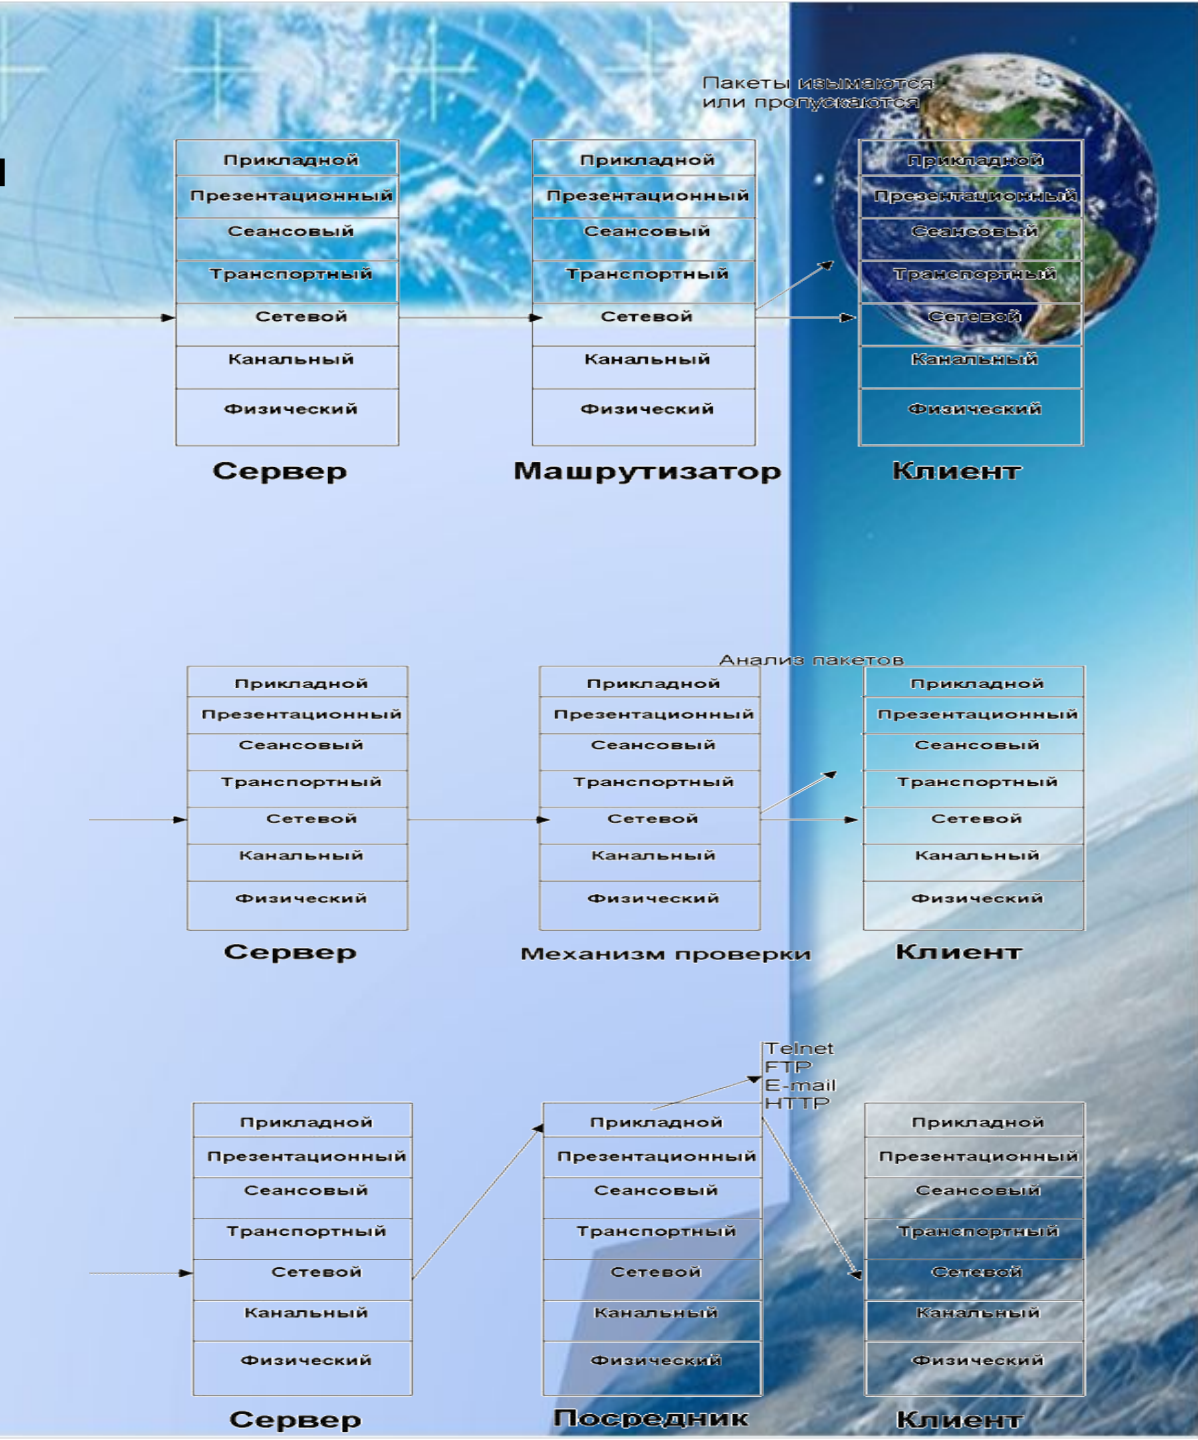 Пакеты изымаются
или пропускаются
Прикладной
Презентационный
Сеансовый
Транспортный
Сетевой
Канальный
Физический
Сервер
Прикладной
Презентационный
Сеансовый
Транспортный
Сетевой
Канальный
Физический
Машрутизатор
Прикладной
Презентационный
Сеансовый
Транспортный
Сетевой
Канальный
Физический
Клиент
Анализ пакетов
Прикладной
Презентационный
Сеансовый
Транспортный
Сетевой
Канальный
Физический
Сервер
Прикладной
Презентационный
Сеансовый
Транспортный
Сетевой
Канальный
Физический
Механизм проверки
Прикладной
Презентационный
Сеансовый
Транспортный
Сетевой
Канальный
Физический
Клиент
Telnet
FTP
E-mail
HTTP
Прикладной
Презентационный
Сеансовый
Транспортный
Сетевой
Канальный
Физический
Сервер
Прикладной
Презентационный
Сеансовый
Транспортный
Сетевой
Канальный
Физический
Посредник
Прикладной
Презентационный
Сеансовый
Транспортный
Сетевой
Канальный
Физический
Клиент